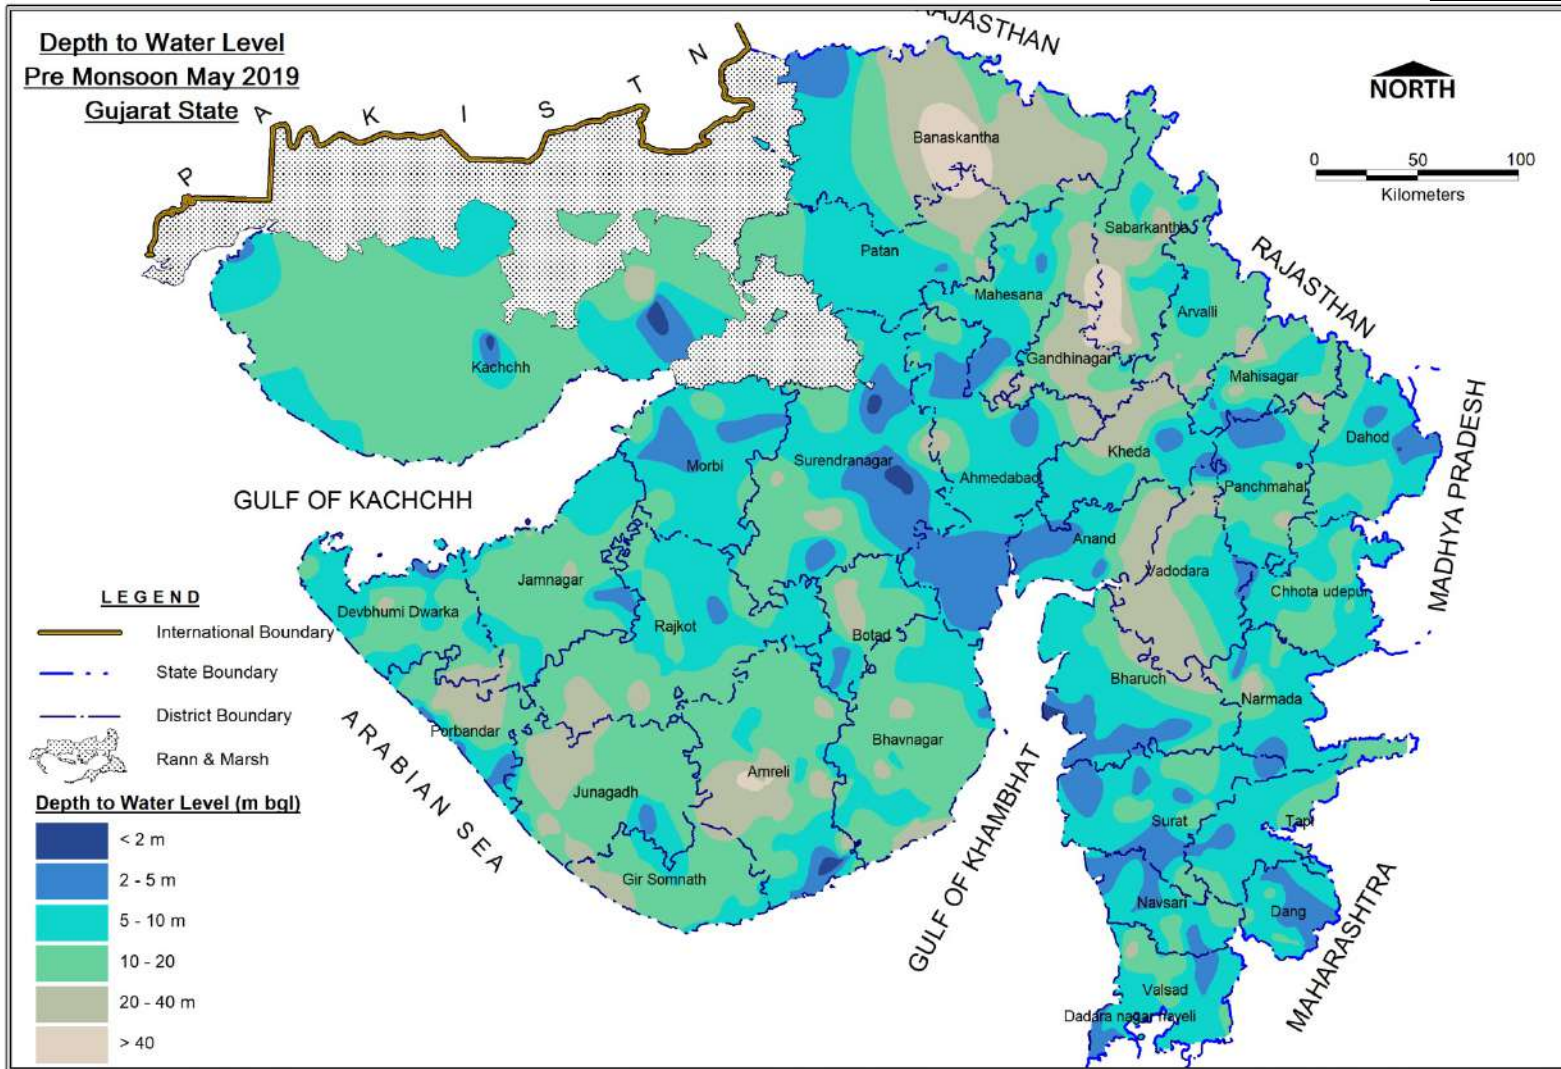 Depth to Water Level
Pre Monsoon May 2019
Gujarat State
RAJASTHAN
P A K I S T N
NORTH
0 50 100
Kilometers
Banaskantha
Sabarkantha
Patan
RAJASTHAN
Mahesana
Arvalli
Gandhinagar
Kachchh
Mahisagar
Dahod
Kheda
Morbi
Surendranagar
Ahmedabad
Panchmahal
MADHYA PRADESH
GULF OF KACHCHH
Anand
Vadodara
Jamnagar
Chhota udepur
Devbhumi Dwarka
Rajkot
Botad
Bharuch
Narmada
Porbandar
Bhavnagar
ARABIAN SEA
Amreli
Junagadh
GULF OF KHAMBHAT
Surat
Tapi
Gir Somnath
Navsari
Dang
MAHARASHTRA
Valsad
Dadara nagar haveli
LEGEND
International Boundary
State Boundary
District Boundary
Rann & Marsh
Depth to Water Level (m bgl)
< 2 m
2 - 5 m
5 - 10 m
10 - 20
20 - 40 m
> 40